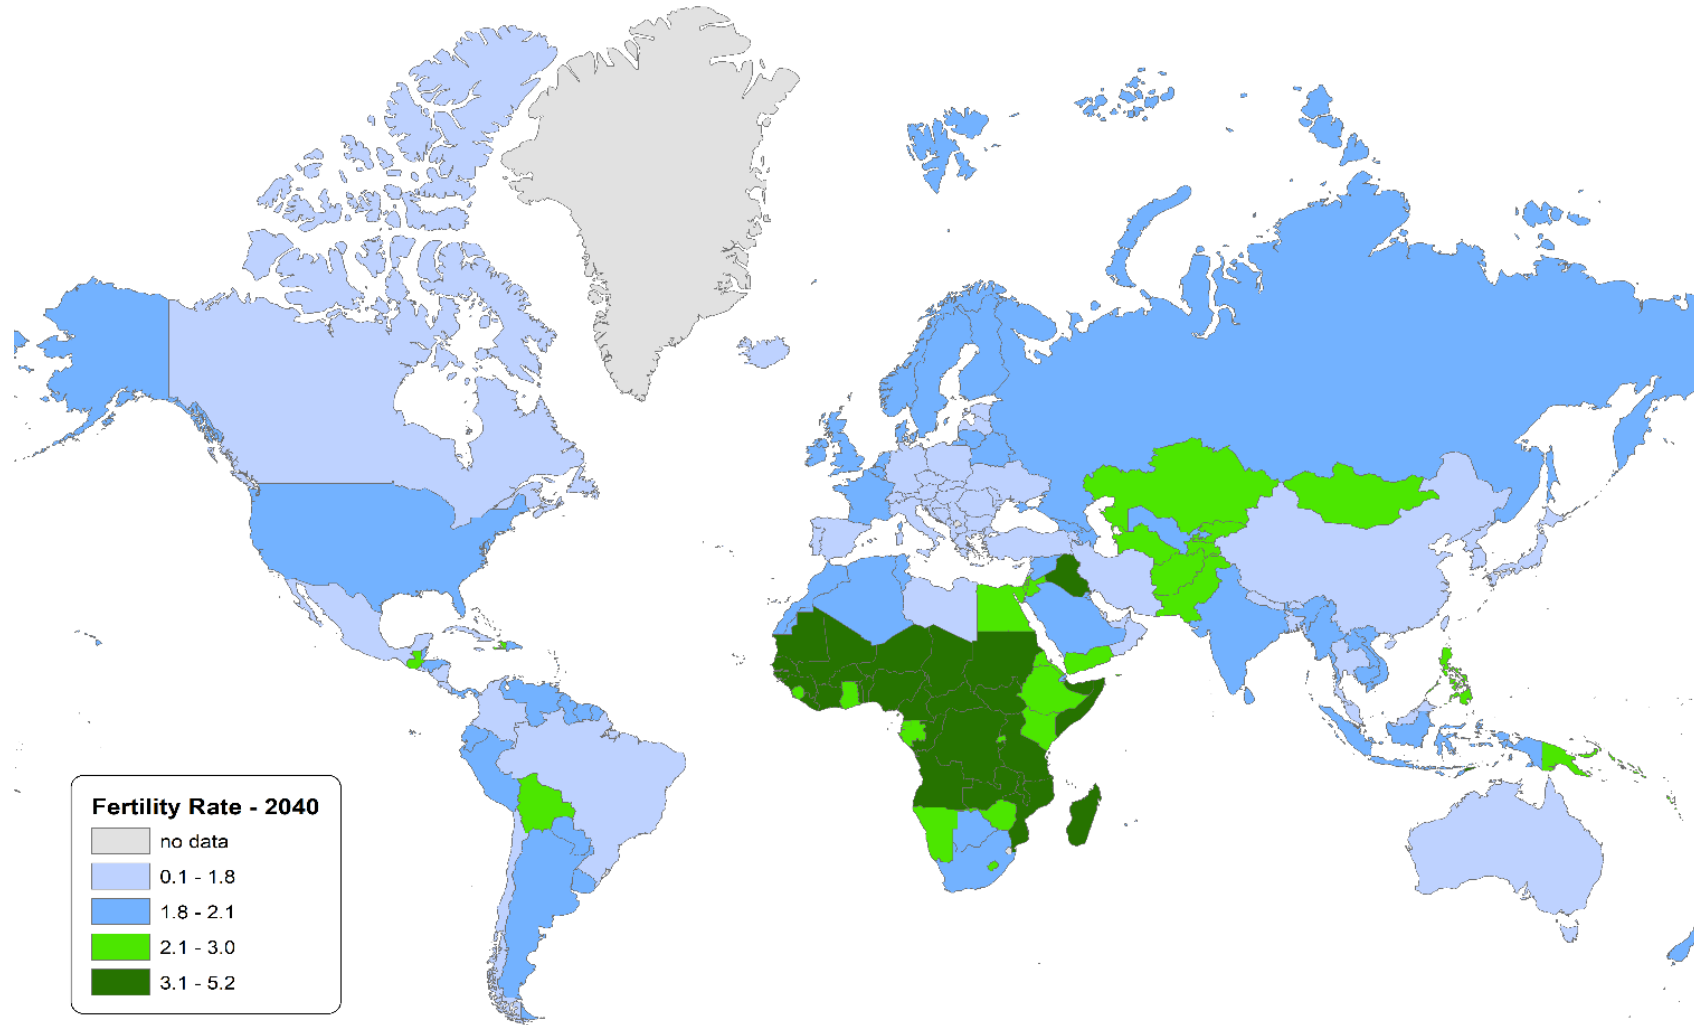 Fertility Rate - 2040
no data
0.1 - 1.8
1.8 - 2.1
2.1 - 3.0
3.1 - 5.2